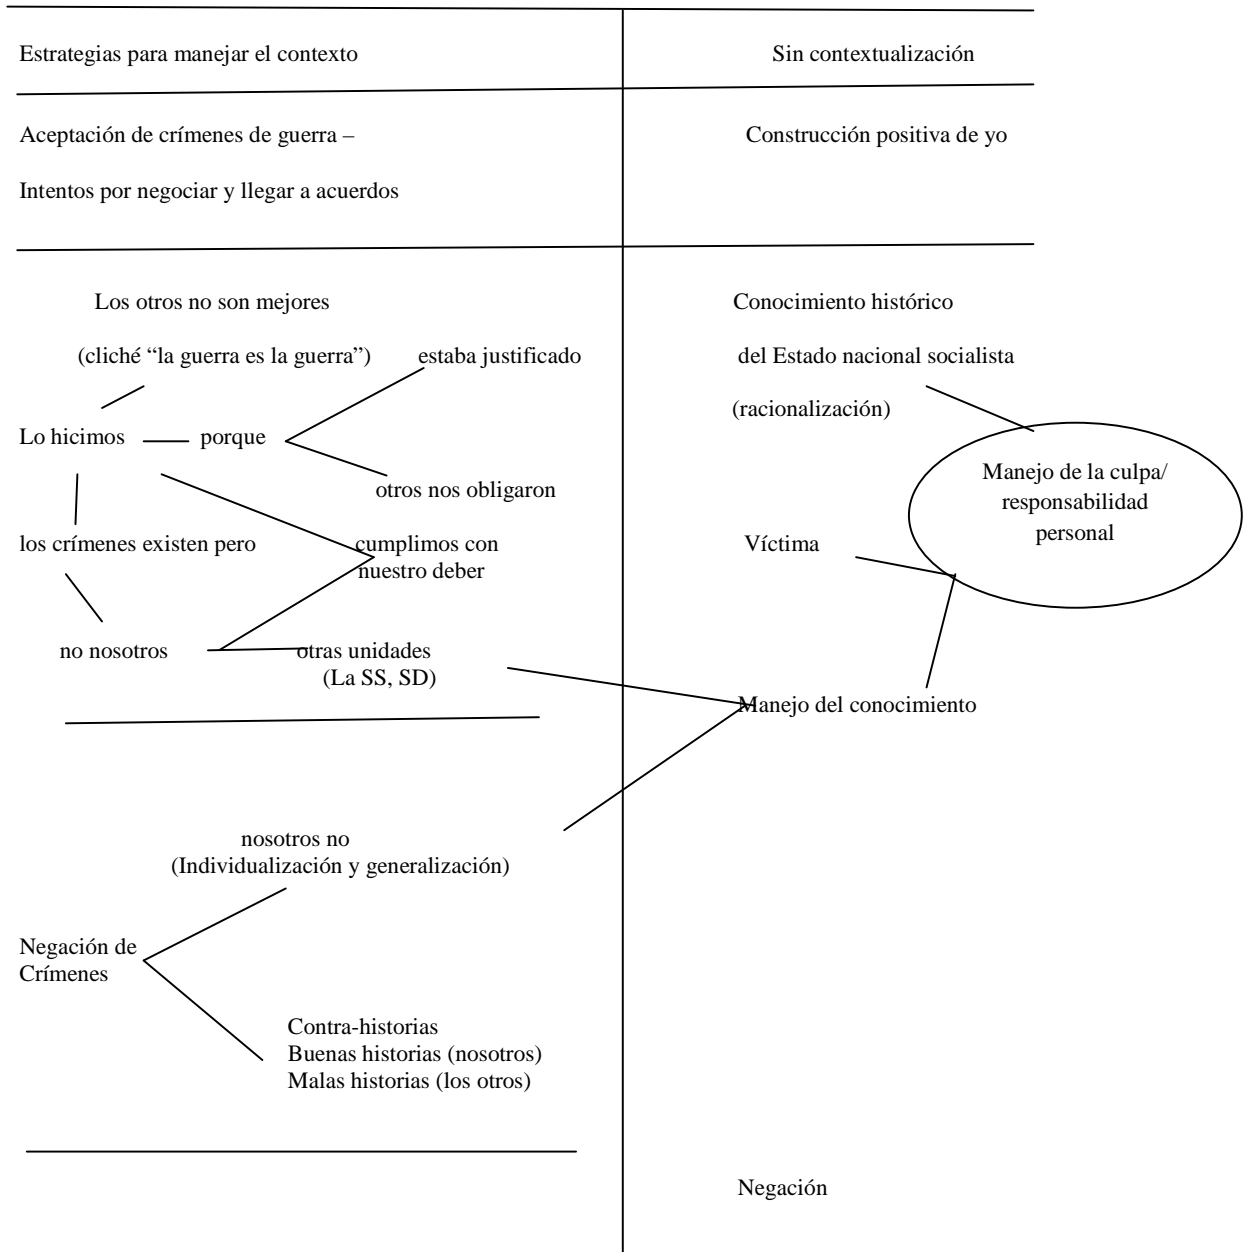 Estrategias para manejar el contexto
Sin contextualización
Aceptación de crímenes de guerra –
Construcción positiva de yo
Intentos por negociar y llegar a acuerdos
Los otros no son mejores
(cliché “la guerra es la guerra”)
estaba justificado
Lo hicimos
porque
otros nos obligaron
los crímenes existen pero
cumplimos con
nuestro deber
no nosotros
otras unidades
(La SS, SD)
nosotros no
(Individualización y generalización)
Negación de
Crímenes
Contra-historias
Buenas historias (nosotros)
Malas historias (los otros)
Conocimiento histórico
del Estado nacional socialista
(racionalización)
Manejo de la culpa/
responsabilidad
personal
Víctima
Manejo del conocimiento
Negación